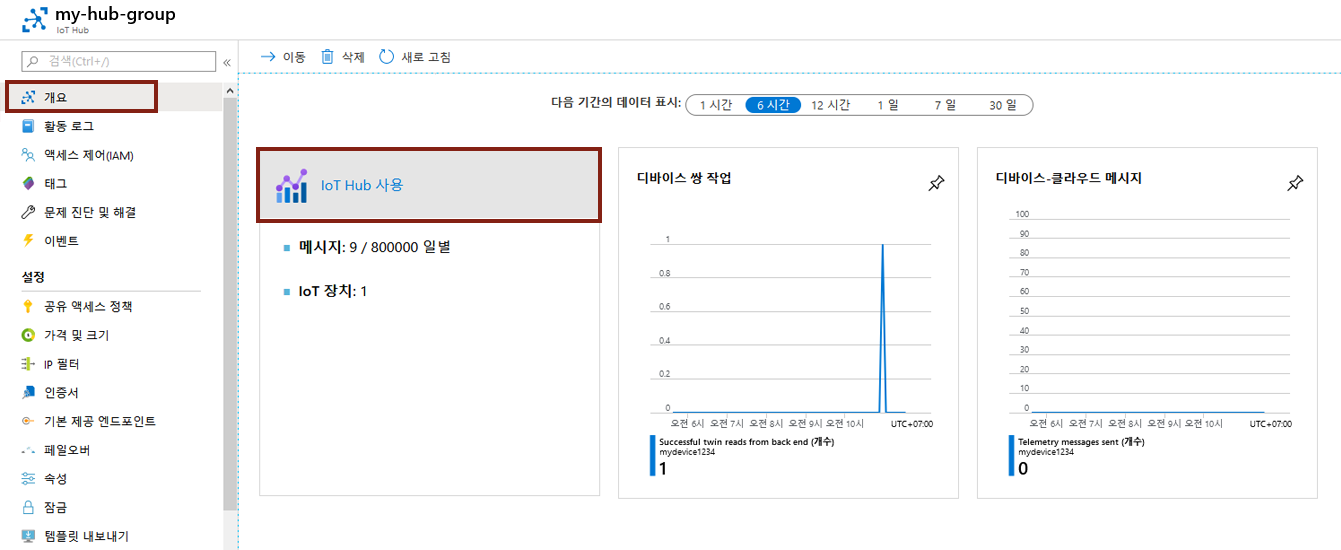 my-hub-group
IoT Hub
검색(Ctrl+/)
«
이동
삭제
새로 고침
개요
활동 로그
액세스 제어(IAM)
태그
문제 진단 및 해결
이벤트
설정
공유 액세스 정책
가격 및 크기
IP 필터
인증서
기본 제공 엔드포인트
페일오버
속성
잠금
템플릿 내보내기
다음 기간의 데이터 표시: 1 시간 6 시간 12 시간 1 일 7 일 30 일
IoT Hub 사용
메시지: 9 / 800000 일별
IoT 장치: 1
디바이스 쌍 작업
1
0.8
0.6
0.4
0.2
0
오전 6시 오전 7시 오전 8시 오전 9시 오전 10시 UTC+07:00
Successful twin reads from back end (개수)
mydevice1234
1
디바이스-클라우드 메시지
100
90
80
70
60
50
40
30
20
10
0
오전 6시 오전 7시 오전 8시 오전 9시 오전 10시 UTC+07:00
Telemetry messages sent (개수)
mydevice1234
0